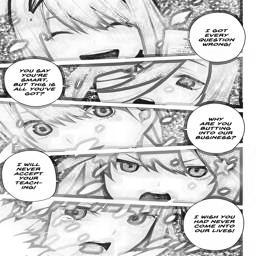 I GOT
EVERY
QUESTION
WRONG!
YOU SAY
YOU'RE
SMART,
BUT THIS IS
ALL YOU'VE
GOT?
WHY
ARE YOU
BUTTING
INTO OUR
BUSINESS?
I WILL
NEVER
ACCEPT
YOUR
TEACH-
ING!
I WISH YOU
HAD NEVER
COME INTO
OUR LIVES!